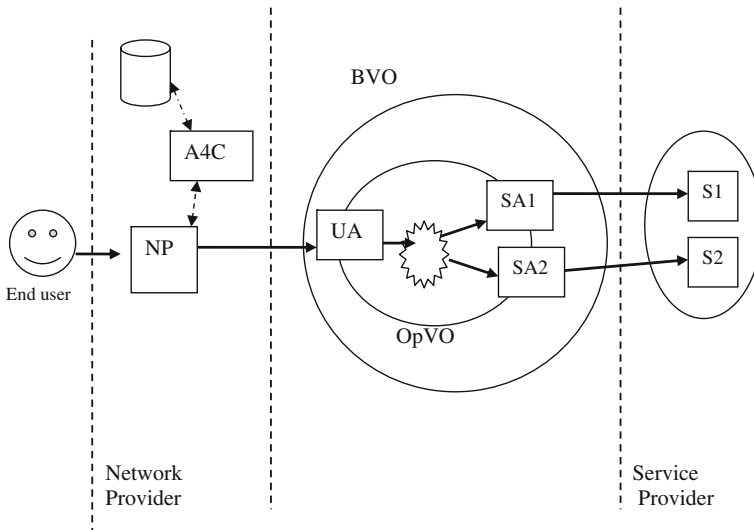 BVO
A4C
SA1
S1
NP
UA
SA2
S2
End user
OpVO
Network
Provider
Service
Provider